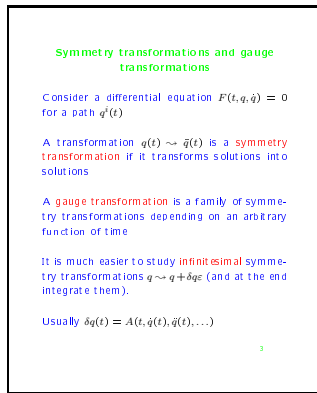 Symmetry transformations and gauge
transformations
Consider a differential equation F(t, q, q̇) = 0
for a path qⁱ(t)
A transformation q(t) ⇝ q̄(t) is a symmetry
transformation if it transforms solutions into
solutions
A gauge transformation is a family of symme-
try transformations depending on an arbitrary
function of time
It is much easier to study infinitesimal symme-
try transformations q ⇝ q + δqε (and at the end
integrate them).
Usually δq(t) = A(t, q̇(t), q̈(t), ...)
3